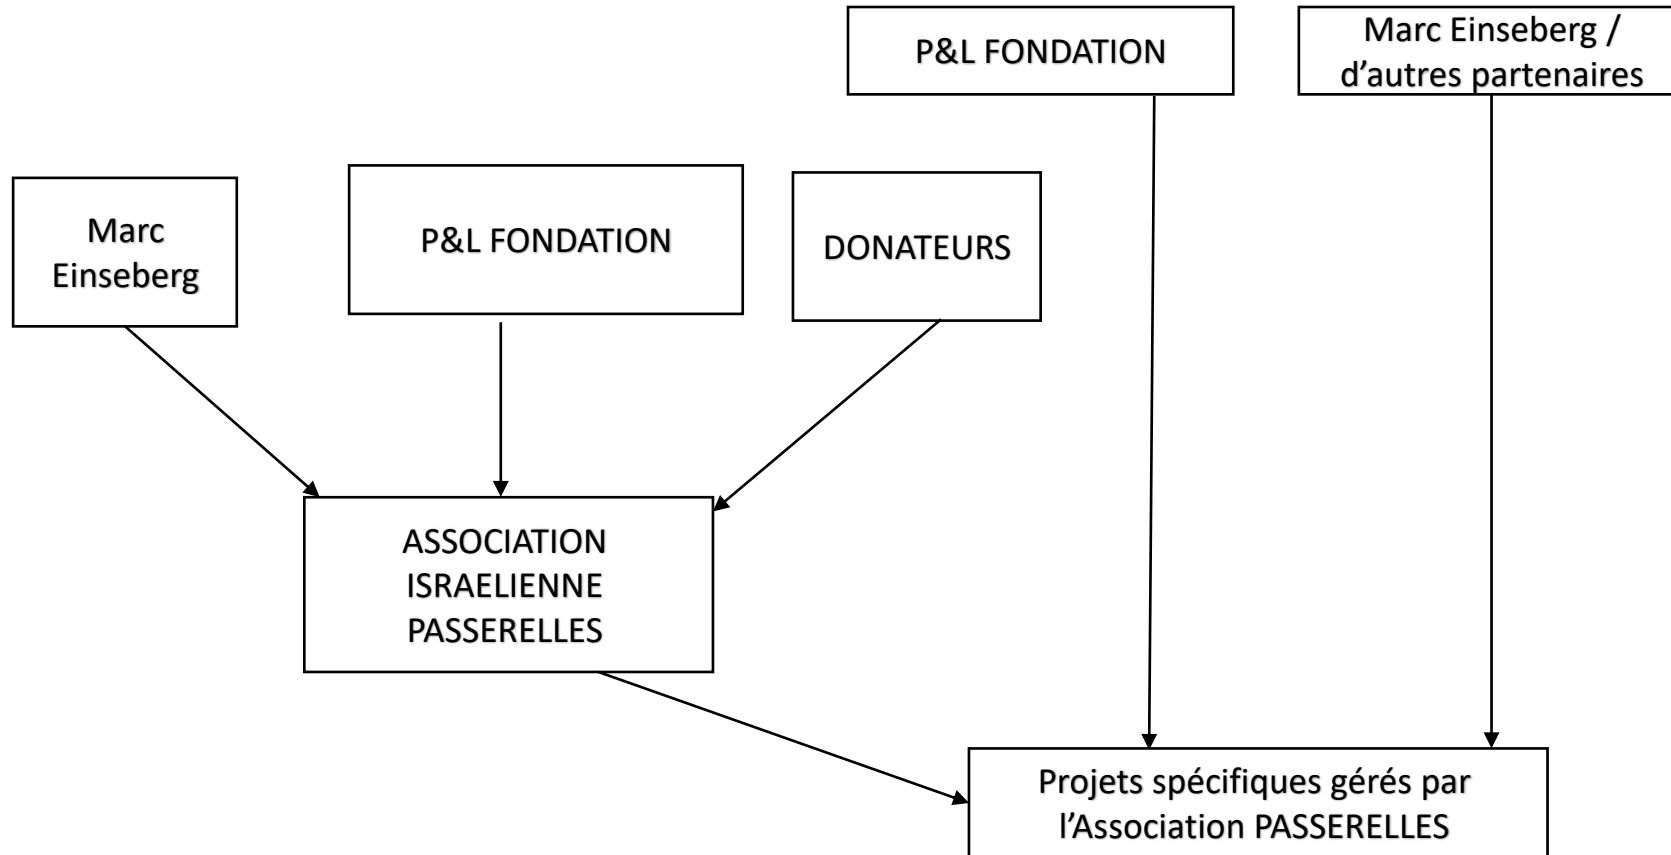 P&L FONDATION
Marc Einseberg /
d’autres partenaires
Marc
Einseberg
P&L FONDATION
DONATEURS
ASSOCIATION
ISRAELIENNE
PASSERELLES
Projets spécifiques gérés par
l’Association PASSERELLES